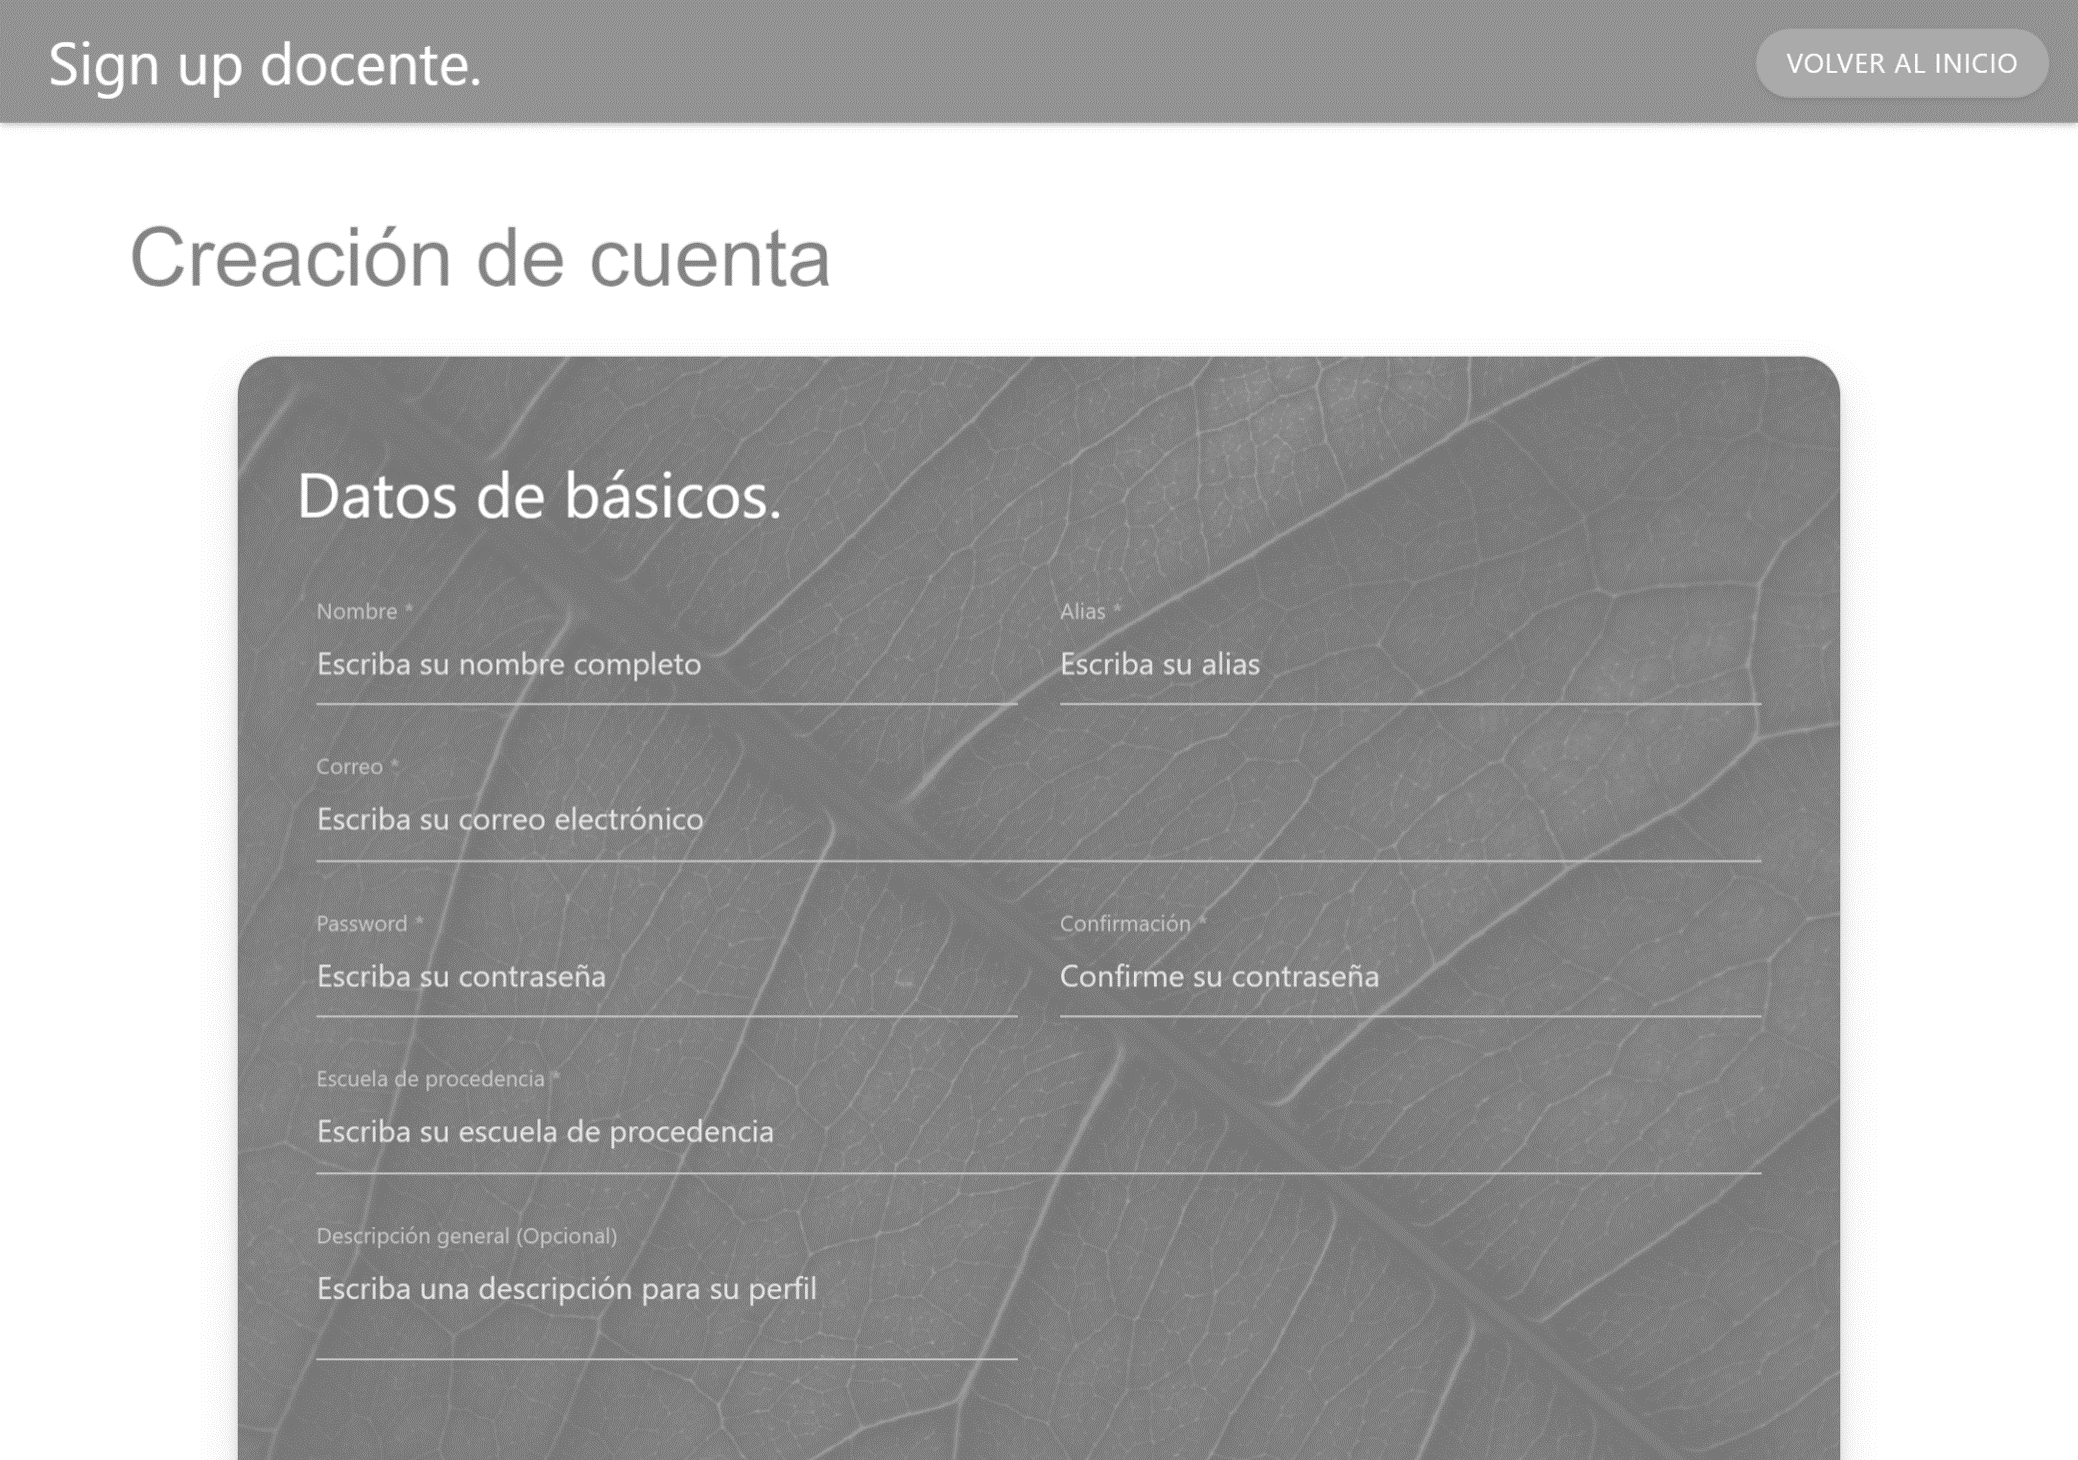 Sign up docente.
VOLVER AL INICIO
Creación de cuenta
Datos de básicos.
Nombre *
Alias *
Escriba su nombre completo
Escriba su alias
Correo *
Escriba su correo electrónico
Password *
Confirmación *
Escriba su contraseña
Confirme su contraseña
Escuela de procedencia *
Escriba su escuela de procedencia
Descripción general (Opcional)
Escriba una descripción para su perfil